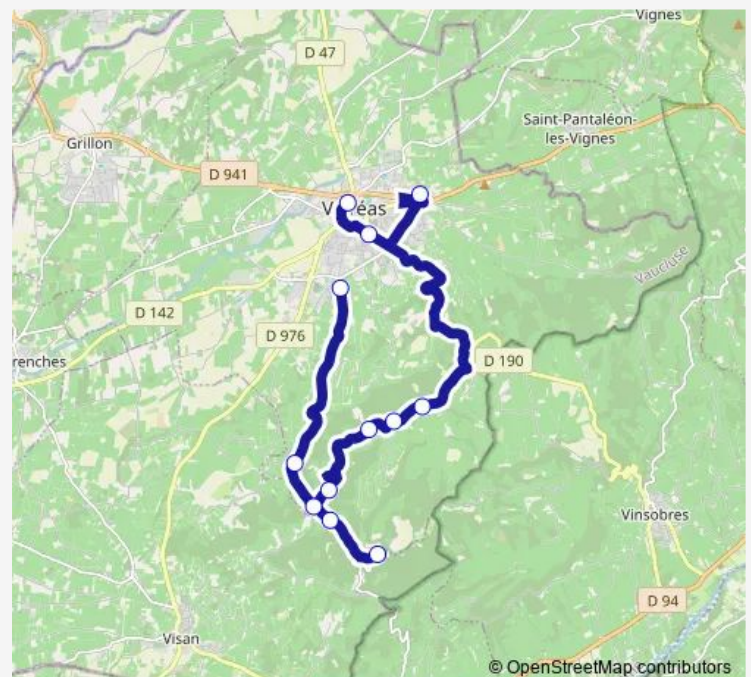 Vignes
D 47
Saint-Pantaléon-
les-Vignes
Grillon
D 941
Vaucluse
D 142
D 976
renches
D 190
Vinsobres
D 94
Visan
© OpenStreetMap contributors